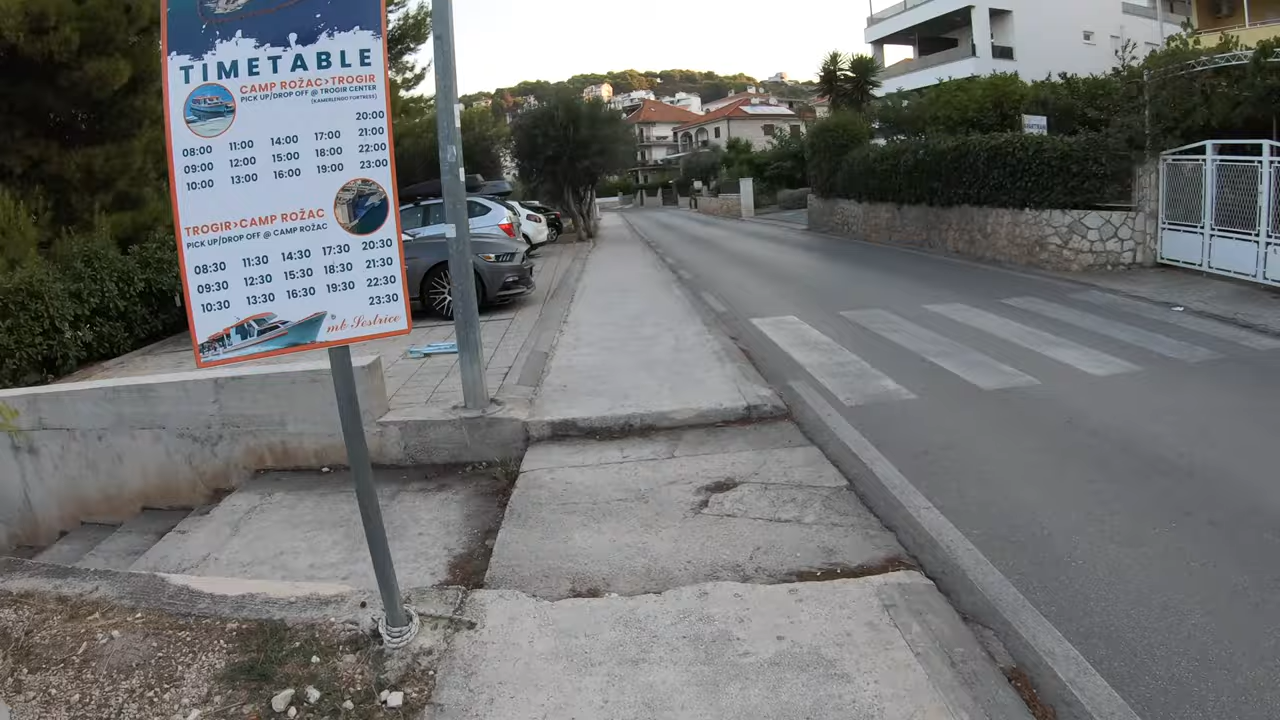 TIMETABLE
CAMP ROŽAC>TROGIR
PICK UP/DROP OFF @ TROGIR CENTER
(KAMERLENGO FORTRESS)
20:00
08:00 11:00 14:00 17:00 21:00
09:00 12:00 15:00 18:00 22:00
10:00 13:00 16:00 19:00 23:00
TROGIR>CAMP ROŽAC
PICK UP/DROP OFF @ CAMP ROŽAC
08:30 11:30 14:30 17:30 20:30
09:30 12:30 15:30 18:30 21:30
10:30 13:30 16:30 19:30 22:30
23:30
mb Sestrice